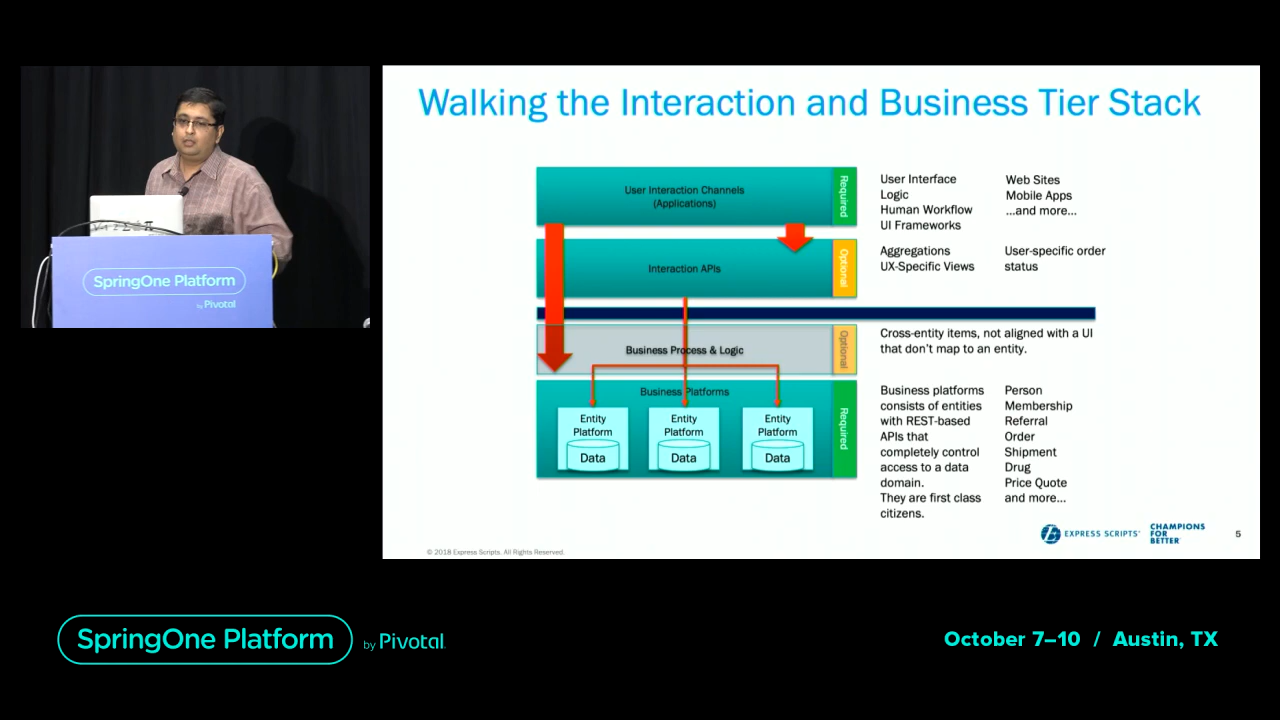 Walking the Interaction and Business Tier Stack
User Interaction Channels
(Applications)
Required
User Interface
Logic
Human Workflow
UI Frameworks
Web Sites
Mobile Apps
...and more...
Interaction APIs
Optional
Aggregations
UX-Specific Views
User-specific order
status
Business Process & Logic
Optional
Cross-entity items, not aligned with a UI
that don't map to an entity.
Business Platforms
Entity
Platform
Data
Entity
Platform
Data
Entity
Platform
Data
Required
Business platforms
consists of entities
with REST-based
APIs that
completely control
access to a data
domain.
They are first class
citizens.
Person
Membership
Referral
Order
Shipment
Drug
Price Quote
and more...
EXPRESS SCRIPTS®
CHAMPIONS
FOR
BETTER
5
© 2018 Express Scripts. All Rights Reserved.
SpringOne Platform
by Pivotal
SpringOne Platform by Pivotal
October 7–10 / Austin, TX